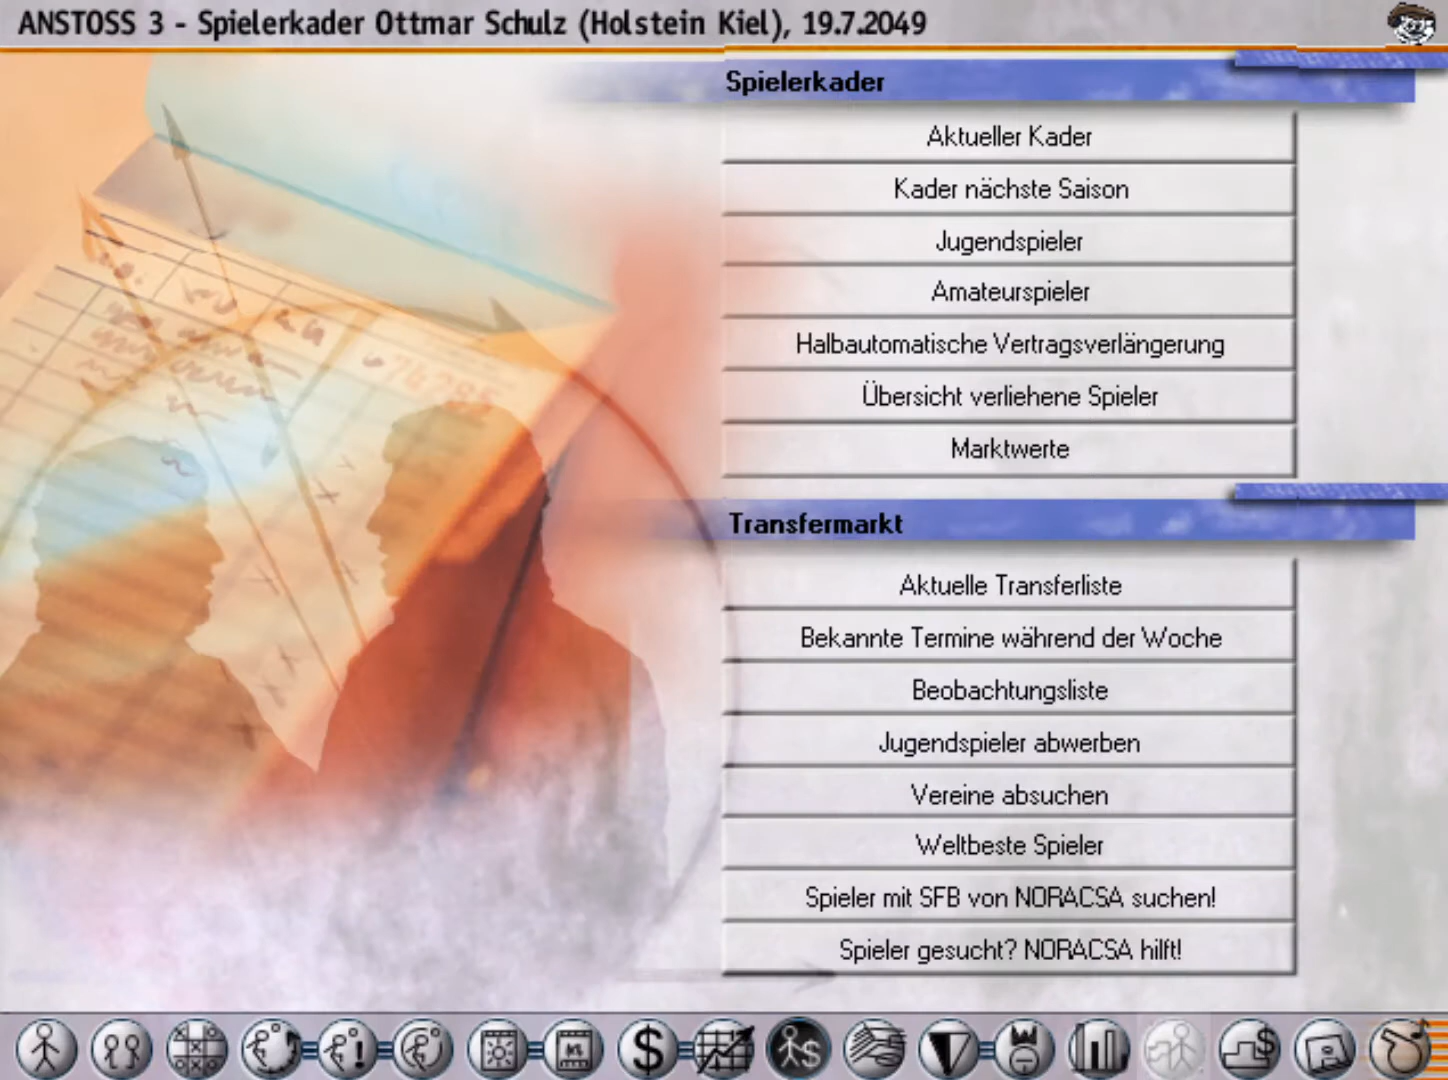 ANSTOSS 3 - Spielerkader Ottmar Schulz (Holstein Kiel), 19.7.2049
Spielerkader
Aktueller Kader
Kader nächste Saison
Jugendspieler
Amateurspieler
Halbautomatische Vertragsverlängerung
Übersicht verliehene Spieler
Marktwerte
Transfermarkt
Aktuelle Transferliste
Bekannte Termine während der Woche
Beobachtungsliste
Jugendspieler abwerben
Vereine absuchen
Weltbeste Spieler
Spieler mit SFB von NORACSA suchen!
Spieler gesucht? NORACSA hilft!